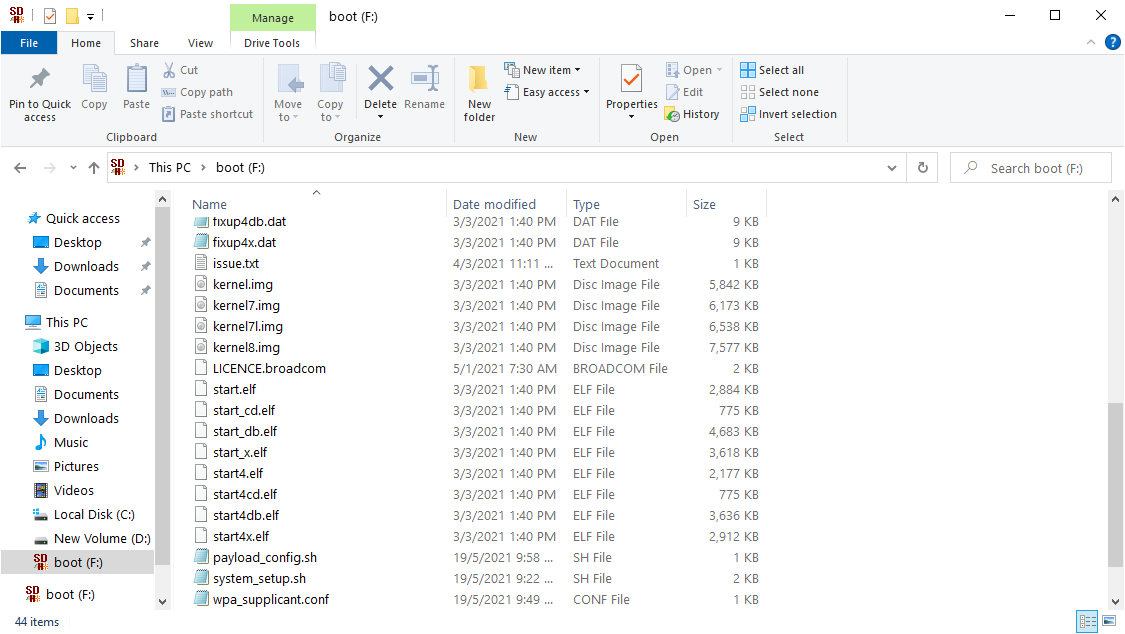 SD Manage boot (F:)
File Home Share View Drive Tools ?
Pin to Quick access
Copy
Paste
Cut
Copy path
Paste shortcut
Clipboard
Move to
Copy to
Delete
Rename
Organize
New folder
New item
Easy access
New
Properties
Open
Edit
History
Open
Select all
Select none
Invert selection
Select
SD This PC boot (F:) Search boot (F:)
Quick access
Desktop
Downloads
Documents
This PC
3D Objects
Desktop
Documents
Downloads
Music
Pictures
Videos
Local Disk (C:)
New Volume (D:)
SD boot (F:)
SD boot (F:)
Name Date modified Type Size
fixup4db.dat 3/3/2021 1:40 PM DAT File 9 KB
fixup4x.dat 3/3/2021 1:40 PM DAT File 9 KB
issue.txt 4/3/2021 11:11 ... Text Document 1 KB
kernel.img 3/3/2021 1:40 PM Disc Image File 5,842 KB
kernel7.img 3/3/2021 1:40 PM Disc Image File 6,173 KB
kernel7l.img 3/3/2021 1:40 PM Disc Image File 6,538 KB
kernel8.img 3/3/2021 1:40 PM Disc Image File 7,577 KB
LICENCE.broadcom 5/1/2021 7:30 AM BROADCOM File 2 KB
start.elf 3/3/2021 1:40 PM ELF File 2,884 KB
start_cd.elf 3/3/2021 1:40 PM ELF File 775 KB
start_db.elf 3/3/2021 1:40 PM ELF File 4,683 KB
start_x.elf 3/3/2021 1:40 PM ELF File 3,618 KB
start4.elf 3/3/2021 1:40 PM ELF File 2,177 KB
start4cd.elf 3/3/2021 1:40 PM ELF File 775 KB
start4db.elf 3/3/2021 1:40 PM ELF File 3,636 KB
start4x.elf 3/3/2021 1:40 PM ELF File 2,912 KB
payload_config.sh 19/5/2021 9:58 ... SH File 1 KB
system_setup.sh 19/5/2021 9:22 ... SH File 2 KB
wpa_supplicant.conf 19/5/2021 9:49 ... CONF File 1 KB
44 items